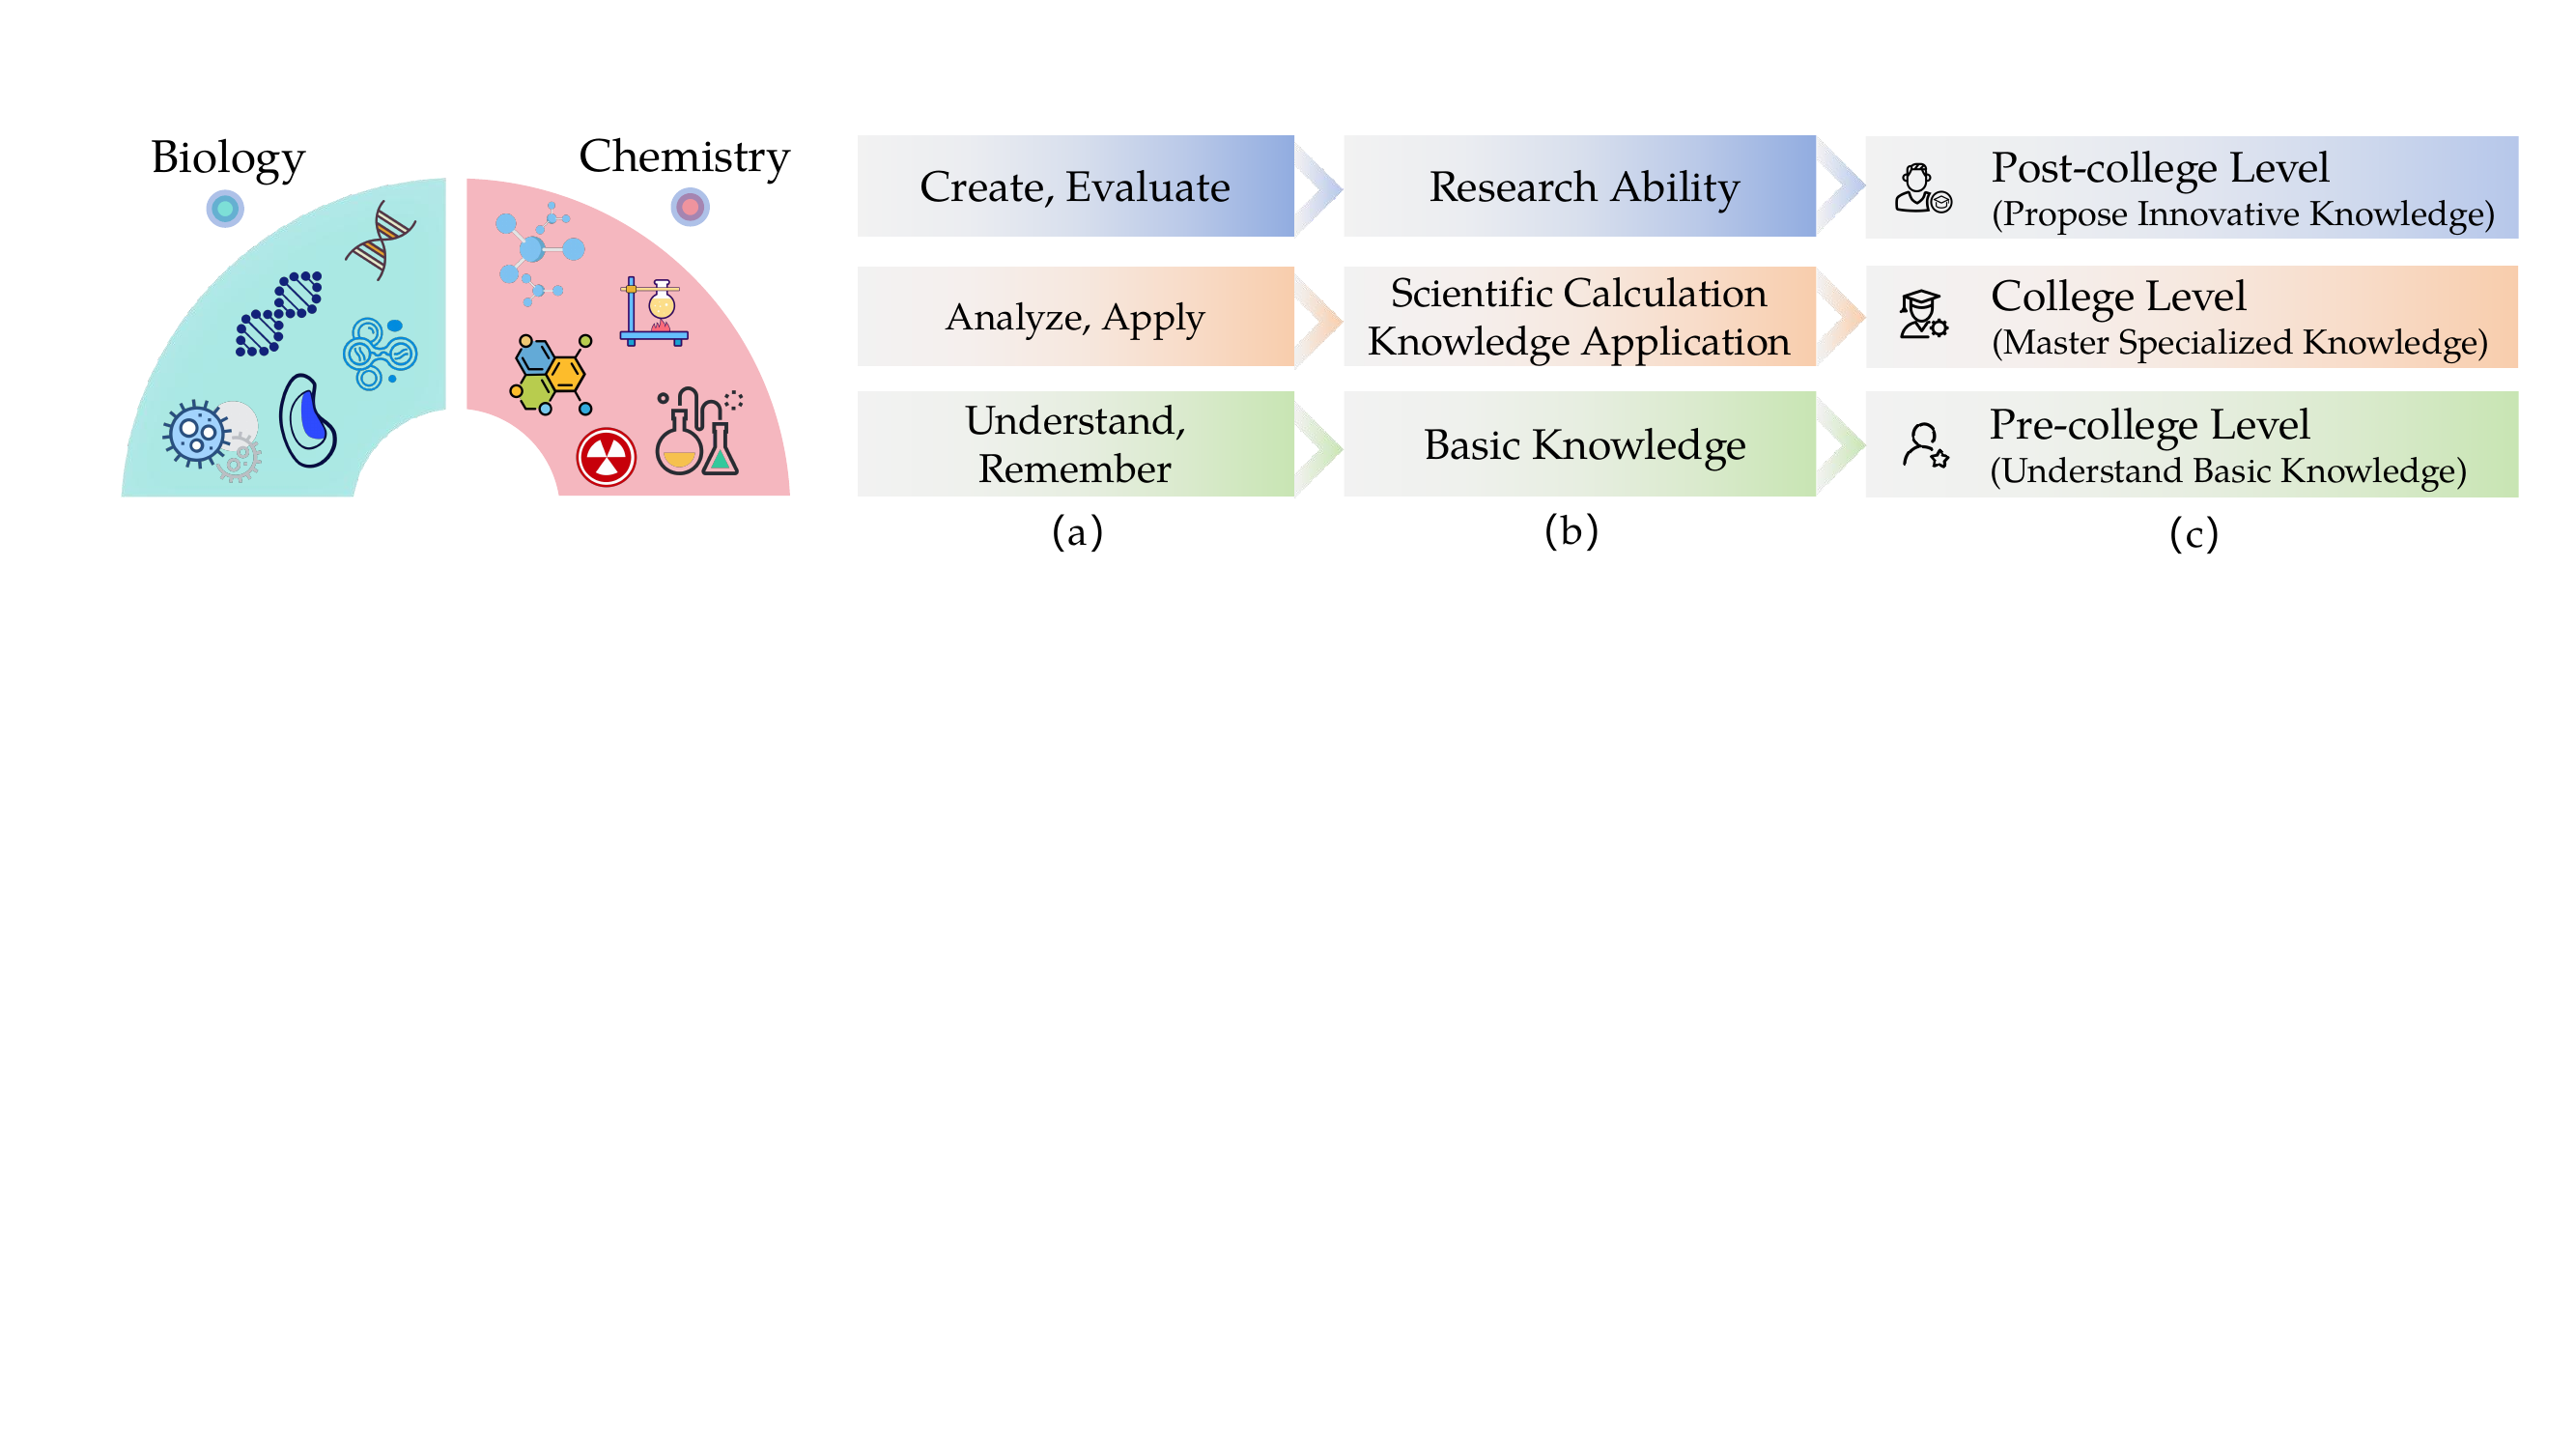 Biology
Chemistry
Create, Evaluate
Research Ability
Post-college Level
(Propose Innovative Knowledge)
Analyze, Apply
Scientific Calculation
Knowledge Application
College Level
(Master Specialized Knowledge)
Understand,
Remember
Basic Knowledge
Pre-college Level
(Understand Basic Knowledge)
(a)
(b)
(c)